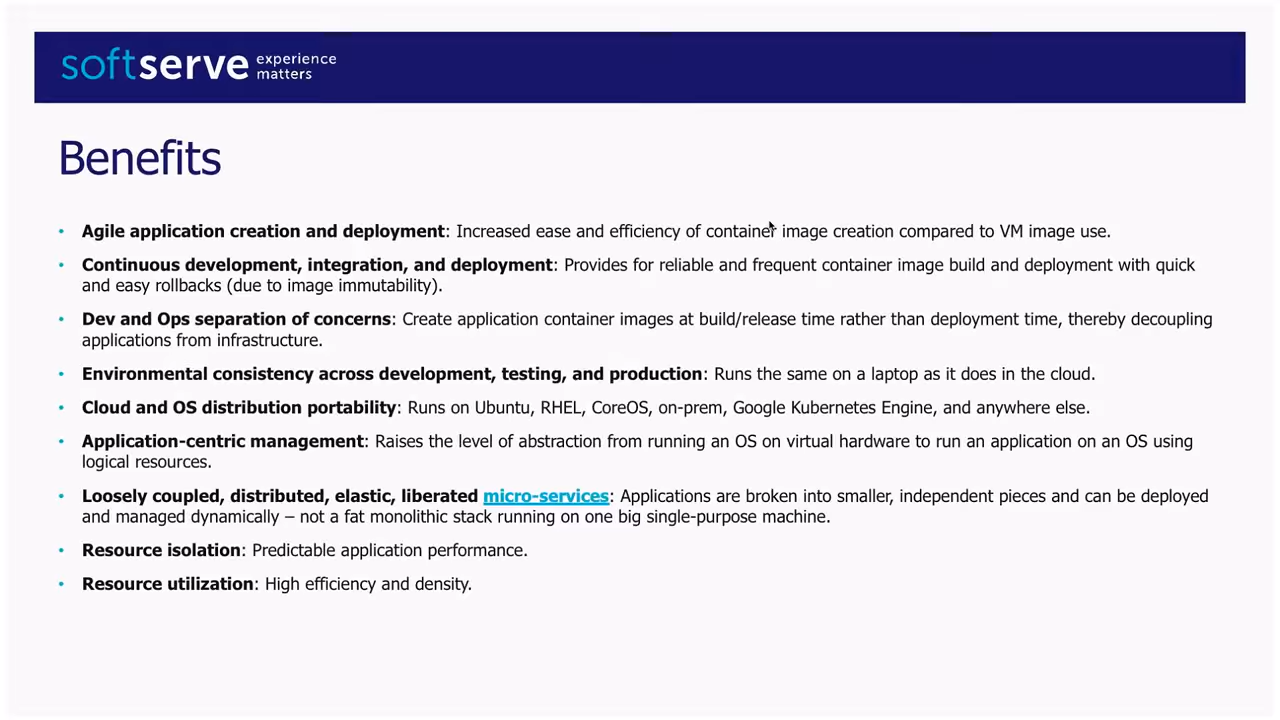 softserve experience
matters
Benefits
• Agile application creation and deployment: Increased ease and efficiency of container image creation compared to VM image use.
• Continuous development, integration, and deployment: Provides for reliable and frequent container image build and deployment with quick
and easy rollbacks (due to image immutability).
• Dev and Ops separation of concerns: Create application container images at build/release time rather than deployment time, thereby decoupling
applications from infrastructure.
• Environmental consistency across development, testing, and production: Runs the same on a laptop as it does in the cloud.
• Cloud and OS distribution portability: Runs on Ubuntu, RHEL, CoreOS, on-prem, Google Kubernetes Engine, and anywhere else.
• Application-centric management: Raises the level of abstraction from running an OS on virtual hardware to run an application on an OS using
logical resources.
• Loosely coupled, distributed, elastic, liberated micro-services: Applications are broken into smaller, independent pieces and can be deployed
and managed dynamically – not a fat monolithic stack running on one big single-purpose machine.
• Resource isolation: Predictable application performance.
• Resource utilization: High efficiency and density.